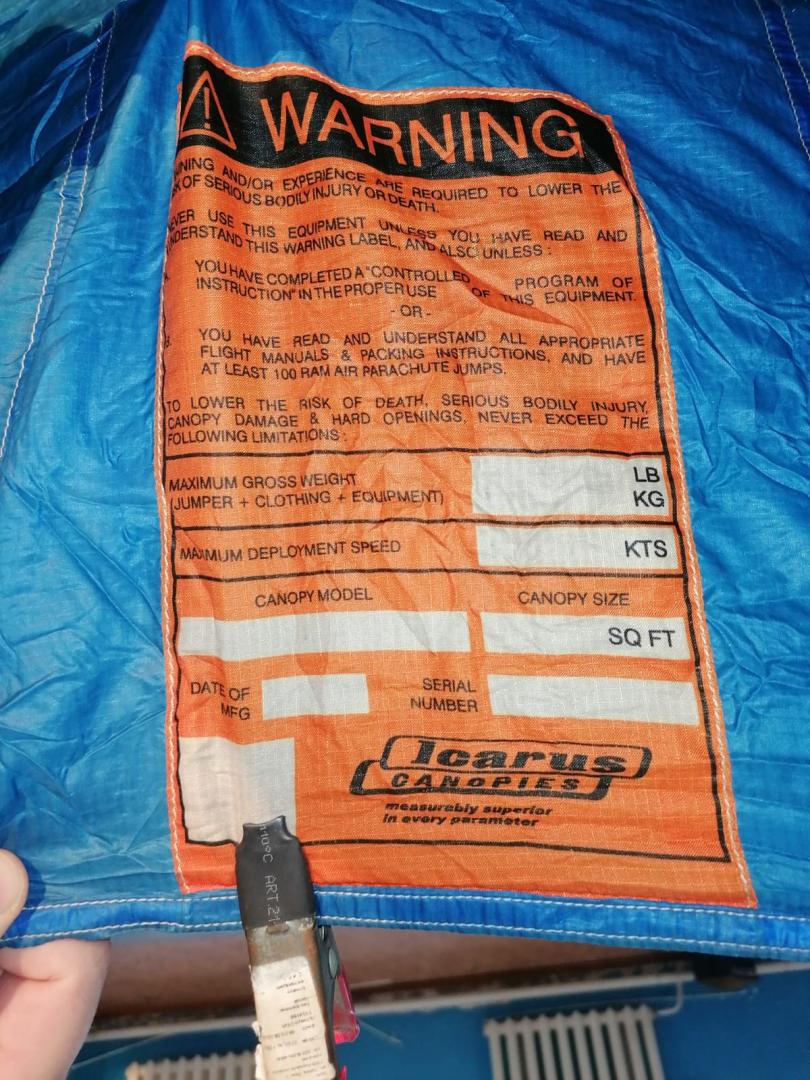 WARNING
AND/OR EXPERIENCE ARE REQUIRED TO LOWER THE
OF SERIOUS BODILY INJURY OR DEATH.
USE THIS EQUIPMENT UNLESS YOU HAVE READ AND
THIS WARNING LABEL, AND ALSO UNLESS :
YOU HAVE COMPLETED A "CONTROLLED PROGRAM OF
INSTRUCTION" IN THE PROPER USE OF THIS EQUIPMENT.
- OR -
B. YOU HAVE READ AND UNDERSTAND ALL APPROPRIATE
FLIGHT MANUALS & PACKING INSTRUCTIONS, AND HAVE
AT LEAST 100 RAM AIR PARACHUTE JUMPS.
TO LOWER THE RISK OF DEATH, SERIOUS BODILY INJURY,
CANOPY DAMAGE & HARD OPENINGS, NEVER EXCEED THE
FOLLOWING LIMITATIONS :
MAXIMUM GROSS WEIGHT LB
(JUMPER + CLOTHING + EQUIPMENT) KG
MAXIMUM DEPLOYMENT SPEED KTS
CANOPY MODEL CANOPY SIZE
SQ FT
DATE OF SERIAL
MFG NUMBER
Icarus
CANOPIES
measurably superior
in every parameter
110°C ART.21